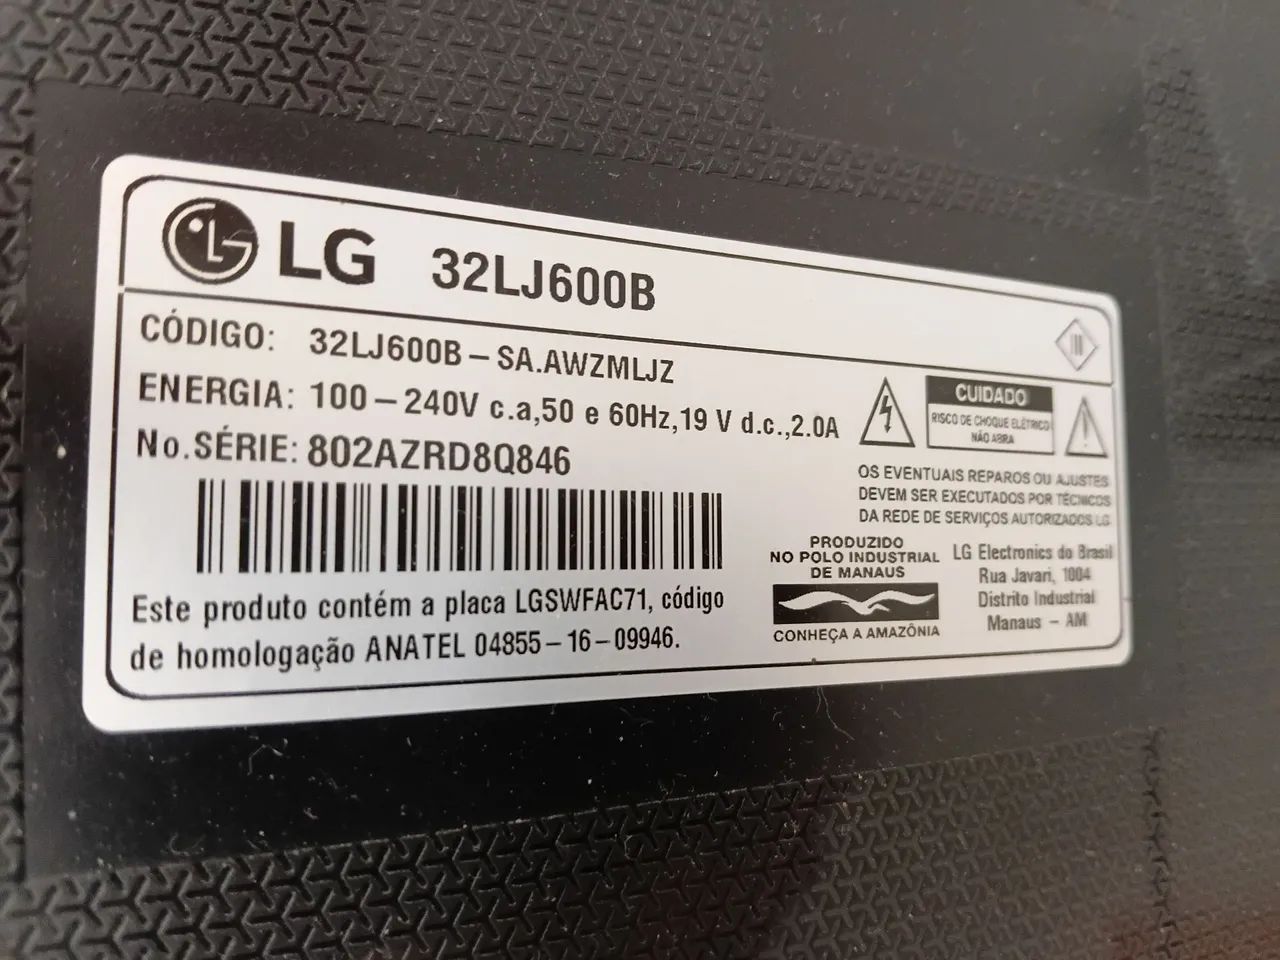 LG 32LJ600B
CÓDIGO: 32LJ600B-SA.AWZMLJZ
ENERGIA: 100-240V c.a,50 e 60Hz,19 V d.c.,2.0A
No.SÉRIE: 802AZRD8Q846
CUIDADO
RISCO DE CHOQUE ELÉTRICO
NÃO ABRA
OS EVENTUAIS REPAROS OU AJUSTES
DEVEM SER EXECUTADOS POR TÉCNICOS
DA REDE DE SERVIÇOS AUTORIZADOS LG
Este produto contém a placa LGSWFAC71, código
de homologação ANATEL 04855-16-09946.
PRODUZIDO
NO POLO INDUSTRIAL
DE MANAUS
CONHEÇA A AMAZÔNIA
LG Electronics do Brasil
Rua Javari, 1004
Distrito Industrial
Manaus - AM